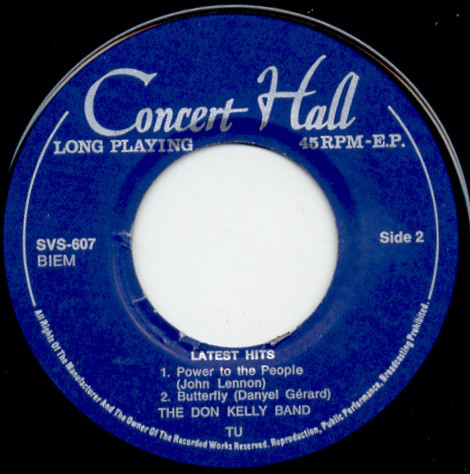 Concert Hall
LONG PLAYING 45 RPM-E.P.
SVS-607 Side 2
BIEM
LATEST HITS
1. Power to the People
(John Lennon)
2. Butterfly (Danyel Gérard)
THE DON KELLY BAND
TU
All Rights Of The Manufacturer And The Owner Of The Recorded Works Reserved. Reproduction, Public Performance, Broadcasting Prohibited.